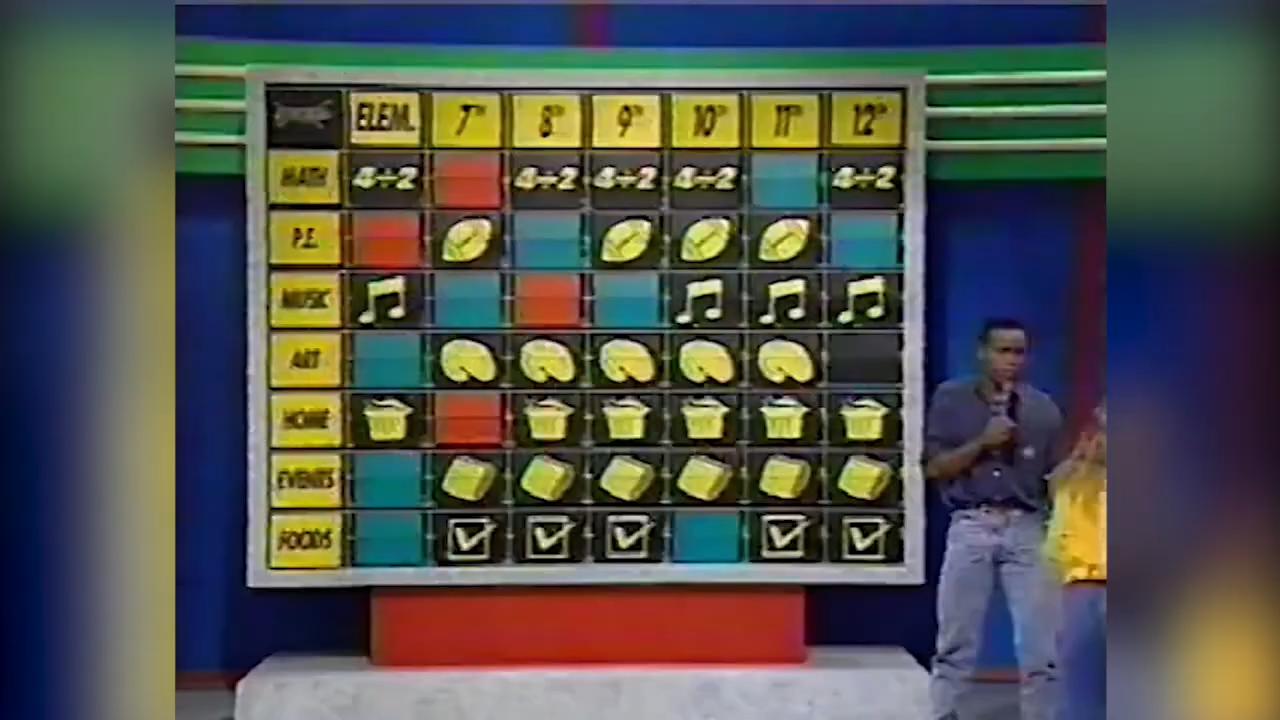 ELEM. 7th 8th 9th 10th 11th 12th
MATH 4÷2 4÷2 4÷2 4÷2 4÷2
P.E.
MUSIC
ART
HOME
EVENTS
FOODS